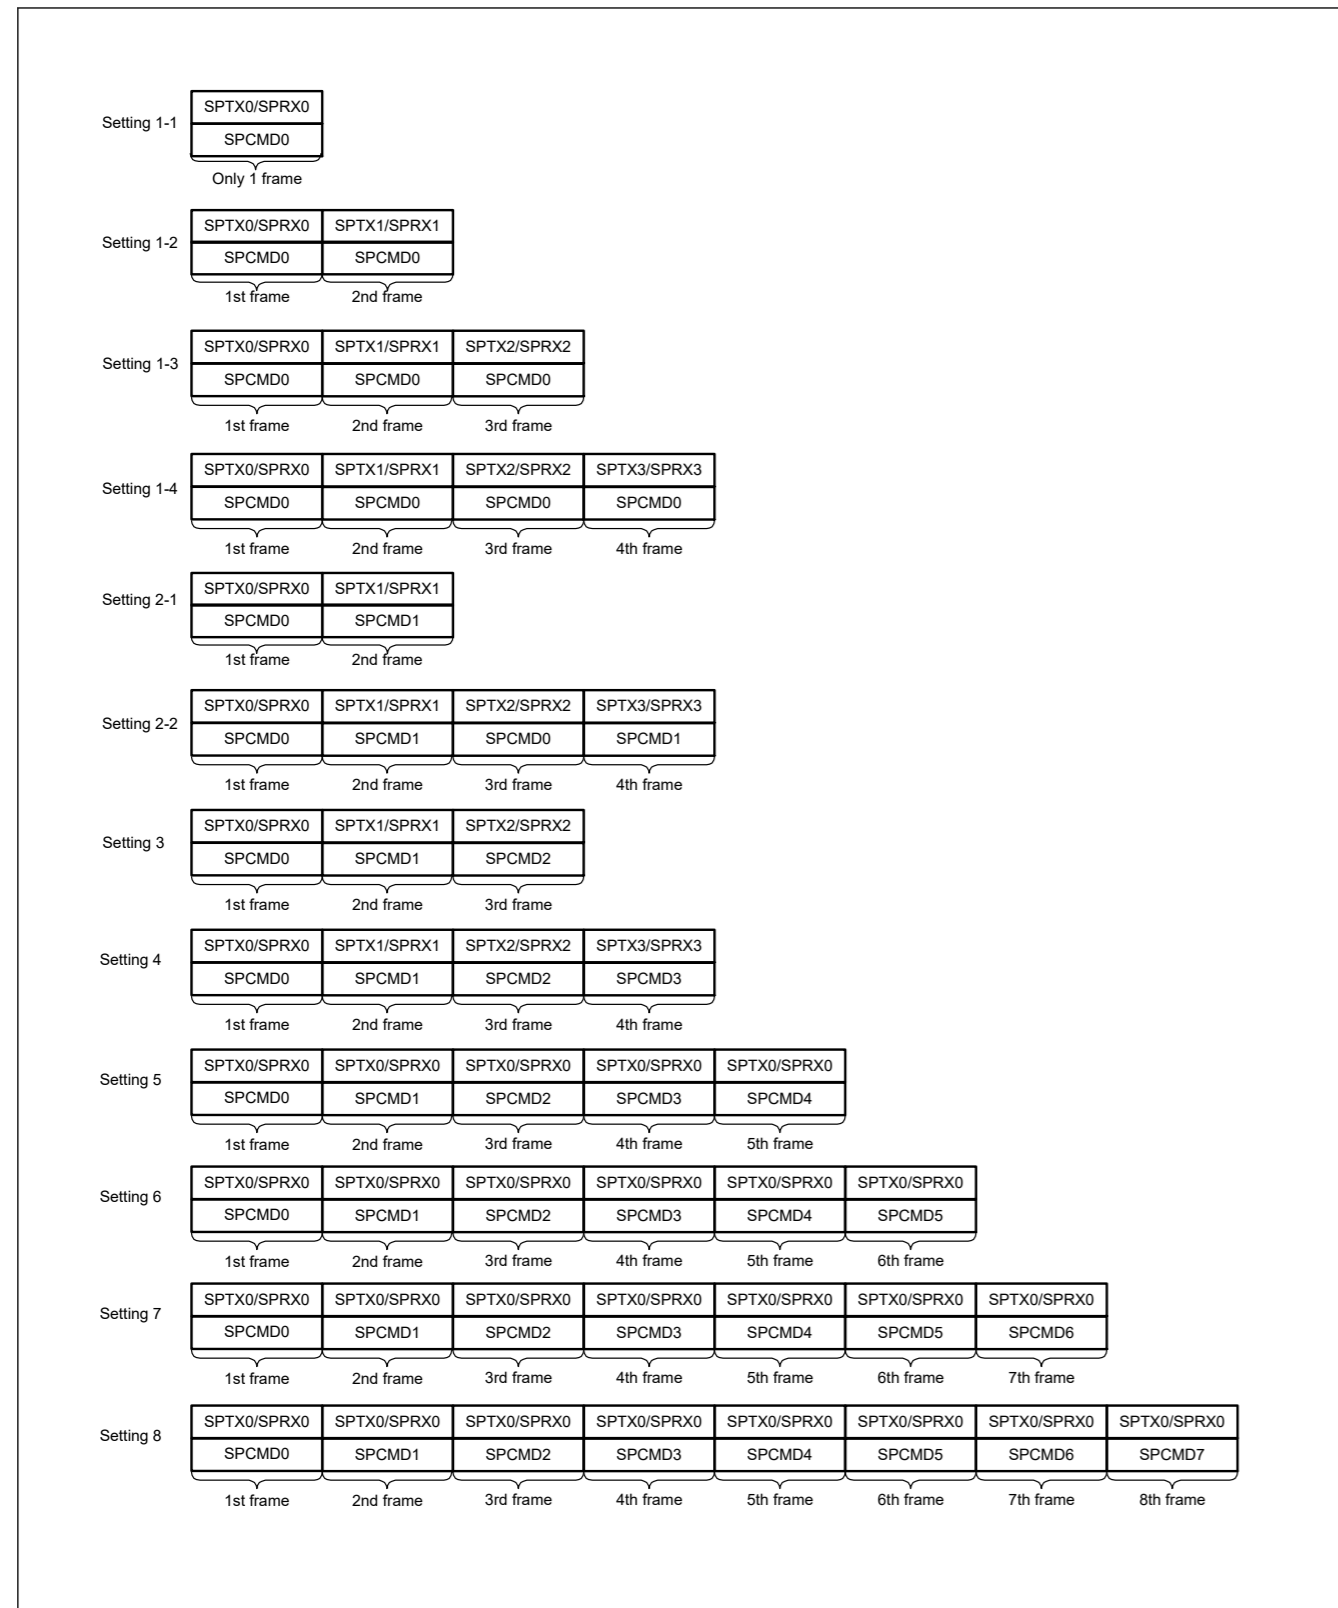 Setting 1-1
SPTX0/SPRX0
SPCMD0
Only 1 frame
Setting 1-2
SPTX0/SPRX0 SPTX1/SPRX1
SPCMD0 SPCMD0
1st frame 2nd frame
Setting 1-3
SPTX0/SPRX0 SPTX1/SPRX1 SPTX2/SPRX2
SPCMD0 SPCMD0 SPCMD0
1st frame 2nd frame 3rd frame
Setting 1-4
SPTX0/SPRX0 SPTX1/SPRX1 SPTX2/SPRX2 SPTX3/SPRX3
SPCMD0 SPCMD0 SPCMD0 SPCMD0
1st frame 2nd frame 3rd frame 4th frame
Setting 2-1
SPTX0/SPRX0 SPTX1/SPRX1
SPCMD0 SPCMD1
1st frame 2nd frame
Setting 2-2
SPTX0/SPRX0 SPTX1/SPRX1 SPTX2/SPRX2 SPTX3/SPRX3
SPCMD0 SPCMD1 SPCMD0 SPCMD1
1st frame 2nd frame 3rd frame 4th frame
Setting 3
SPTX0/SPRX0 SPTX1/SPRX1 SPTX2/SPRX2
SPCMD0 SPCMD1 SPCMD2
1st frame 2nd frame 3rd frame
Setting 4
SPTX0/SPRX0 SPTX1/SPRX1 SPTX2/SPRX2 SPTX3/SPRX3
SPCMD0 SPCMD1 SPCMD2 SPCMD3
1st frame 2nd frame 3rd frame 4th frame
Setting 5
SPTX0/SPRX0 SPTX0/SPRX0 SPTX0/SPRX0 SPTX0/SPRX0 SPTX0/SPRX0
SPCMD0 SPCMD1 SPCMD2 SPCMD3 SPCMD4
1st frame 2nd frame 3rd frame 4th frame 5th frame
Setting 6
SPTX0/SPRX0 SPTX0/SPRX0 SPTX0/SPRX0 SPTX0/SPRX0 SPTX0/SPRX0 SPTX0/SPRX0
SPCMD0 SPCMD1 SPCMD2 SPCMD3 SPCMD4 SPCMD5
1st frame 2nd frame 3rd frame 4th frame 5th frame 6th frame
Setting 7
SPTX0/SPRX0 SPTX0/SPRX0 SPTX0/SPRX0 SPTX0/SPRX0 SPTX0/SPRX0 SPTX0/SPRX0 SPTX0/SPRX0
SPCMD0 SPCMD1 SPCMD2 SPCMD3 SPCMD4 SPCMD5 SPCMD6
1st frame 2nd frame 3rd frame 4th frame 5th frame 6th frame 7th frame
Setting 8
SPTX0/SPRX0 SPTX0/SPRX0 SPTX0/SPRX0 SPTX0/SPRX0 SPTX0/SPRX0 SPTX0/SPRX0 SPTX0/SPRX0 SPTX0/SPRX0
SPCMD0 SPCMD1 SPCMD2 SPCMD3 SPCMD4 SPCMD5 SPCMD6 SPCMD7
1st frame 2nd frame 3rd frame 4th frame 5th frame 6th frame 7th frame 8th frame